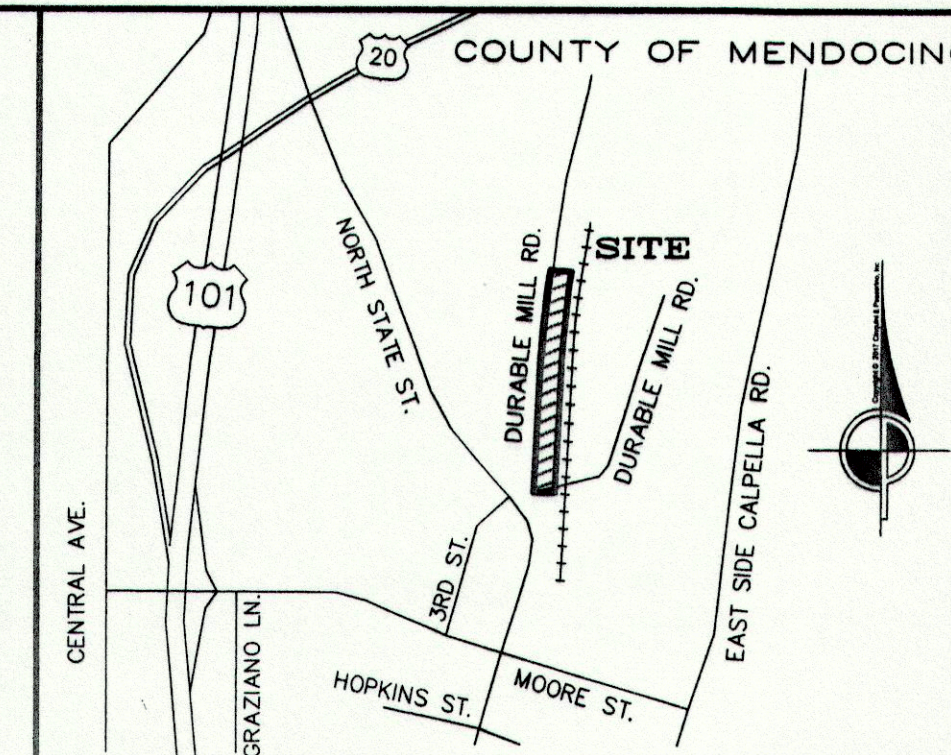 20
COUNTY OF MENDOCIN
101
NORTH STATE ST.
DURABLE MILL RD.
SITE
DURABLE MILL RD.
EAST SIDE CALPELLA RD.
CENTRAL AVE.
3RD ST.
GRAZIANO LN.
HOPKINS ST.
MOORE ST.